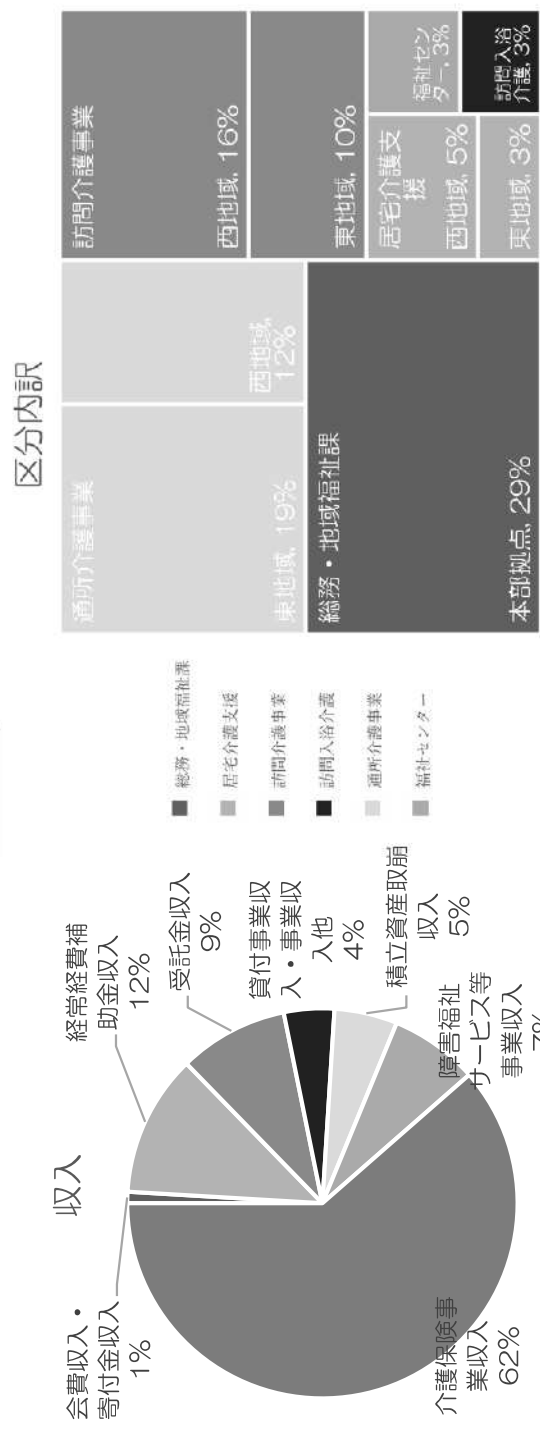 収入
会費収入・
寄付金収入
1%
経常経費補
助金収入
12%
受託金収入
9%
貸付事業収
入・事業収
入他
4%
積立資産取崩
収入
5%
障害福祉
サービス等
事業収入
7%
介護保険事
業収入
62%
区分内訳
総務・地域福祉課
居宅介護支援
訪問介護事業
訪問入浴介護
通所介護事業
福祉センター
通所介護事業
東地域, 19%
西地域,
12%
訪問介護事業
西地域, 16%
東地域, 10%
総務・地域福祉課
本部拠点, 29%
居宅介護支
援
西地域, 5%
東地域, 3%
福祉セン
ター, 3%
訪問入浴
介護, 3%